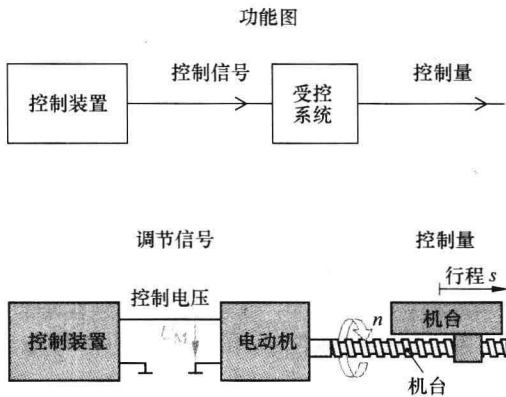 功能图
控制信号
控制量
控制装置
受控
系统
调节信号
控制量
行程 s
控制电压
控制装置
U_M
电动机
n
机台
机台